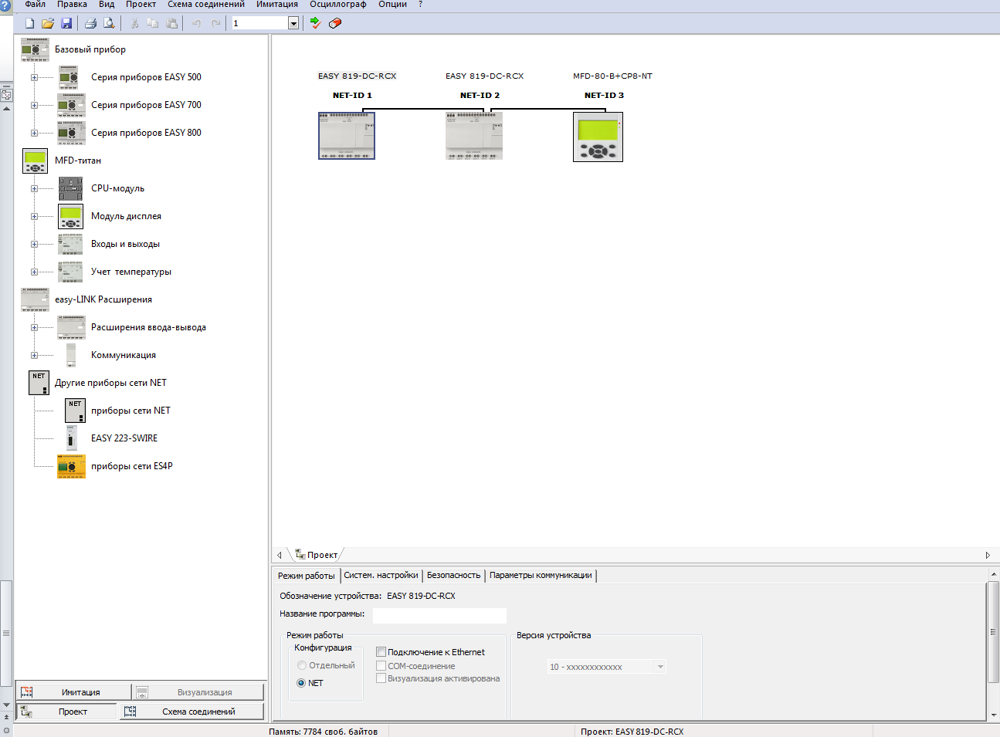 Файл Правка Вид Проект Схема соединений Имитация Осциллограф Опции ?
1
Базовый прибор
Серия приборов EASY 500
Серия приборов EASY 700
Серия приборов EASY 800
MFD-титан
CPU-модуль
Модуль дисплея
Входы и выходы
Учет температуры
easy-LINK Расширения
Расширения ввода-вывода
Коммуникация
NET
Другие приборы сети NET
NET
приборы сети NET
EASY 223-SWIRE
приборы сети ES4P
Имитация
Визуализация
Проект
Схема соединений
EASY 819-DC-RCX EASY 819-DC-RCX MFD-80-B+CP8-NT
NET-ID 1 NET-ID 2 NET-ID 3
Проект
Режим работы Систем. настройки Безопасность Параметры коммуникации
Обозначение устройства: EASY 819-DC-RCX
Название программы:
Режим работы
Конфигурация
Отдельный
NET
Подключение к Ethernet
COM-соединение
Визуализация активирована
Версия устройства
10 - xxxxxxxxxxxx
Память: 7784 своб. байтов
Проект: EASY 819-DC-RCX